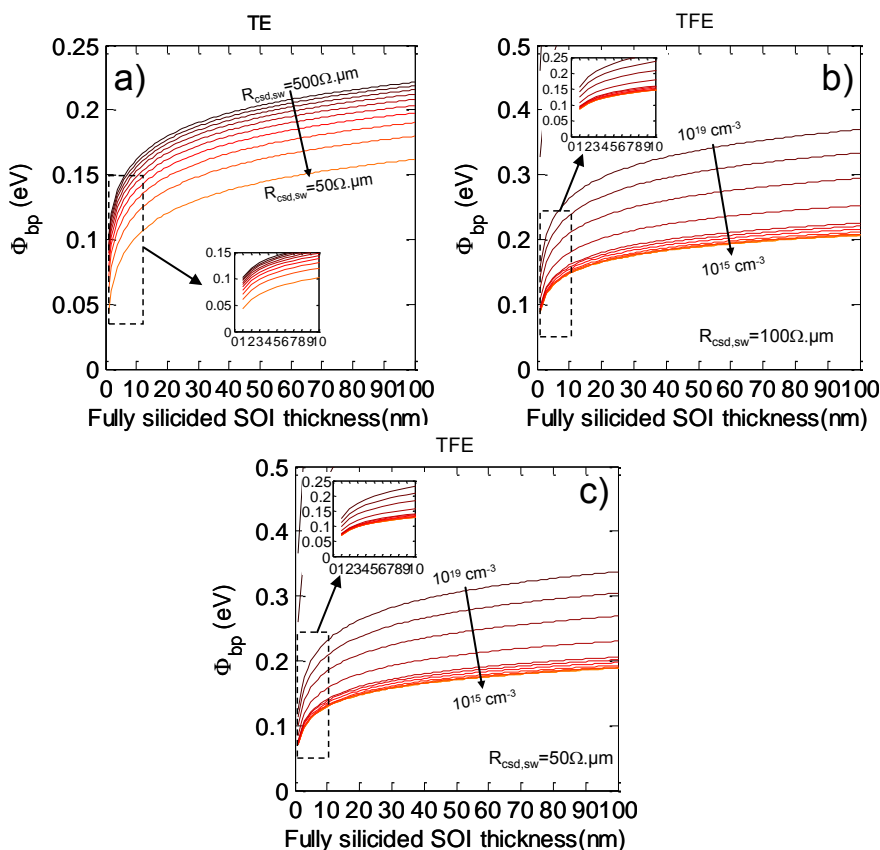 TE
a)
0.25
0.2
0.15
0.1
0.05
0
Φbp (eV)
Rcsd,sw=500Ω.µm
Rcsd,sw=50Ω.µm
0.15
0.1
0.05
0
012345678910
0 10 20 30 40 50 60 70 80 90 100
Fully silicided SOI thickness(nm)
TFE
b)
0.5
0.4
0.3
0.2
0.1
0
Φbp (eV)
0.25
0.2
0.15
0.1
0.05
0
012345678910
10¹⁹ cm-³
10¹⁵ cm-³
Rcsd,sw=100Ω.µm
0 10 20 30 40 50 60 70 80 90100
Fully silicided SOI thickness(nm)
TFE
c)
0.5
0.4
0.3
0.2
0.1
0
Φbp (eV)
0.25
0.2
0.15
0.1
0.05
0
012345678910
10¹⁹ cm-³
10¹⁵ cm-³
Rcsd,sw=50Ω.µm
0 10 20 30 40 50 60 70 80 90 100
Fully silicided SOI thickness(nm)